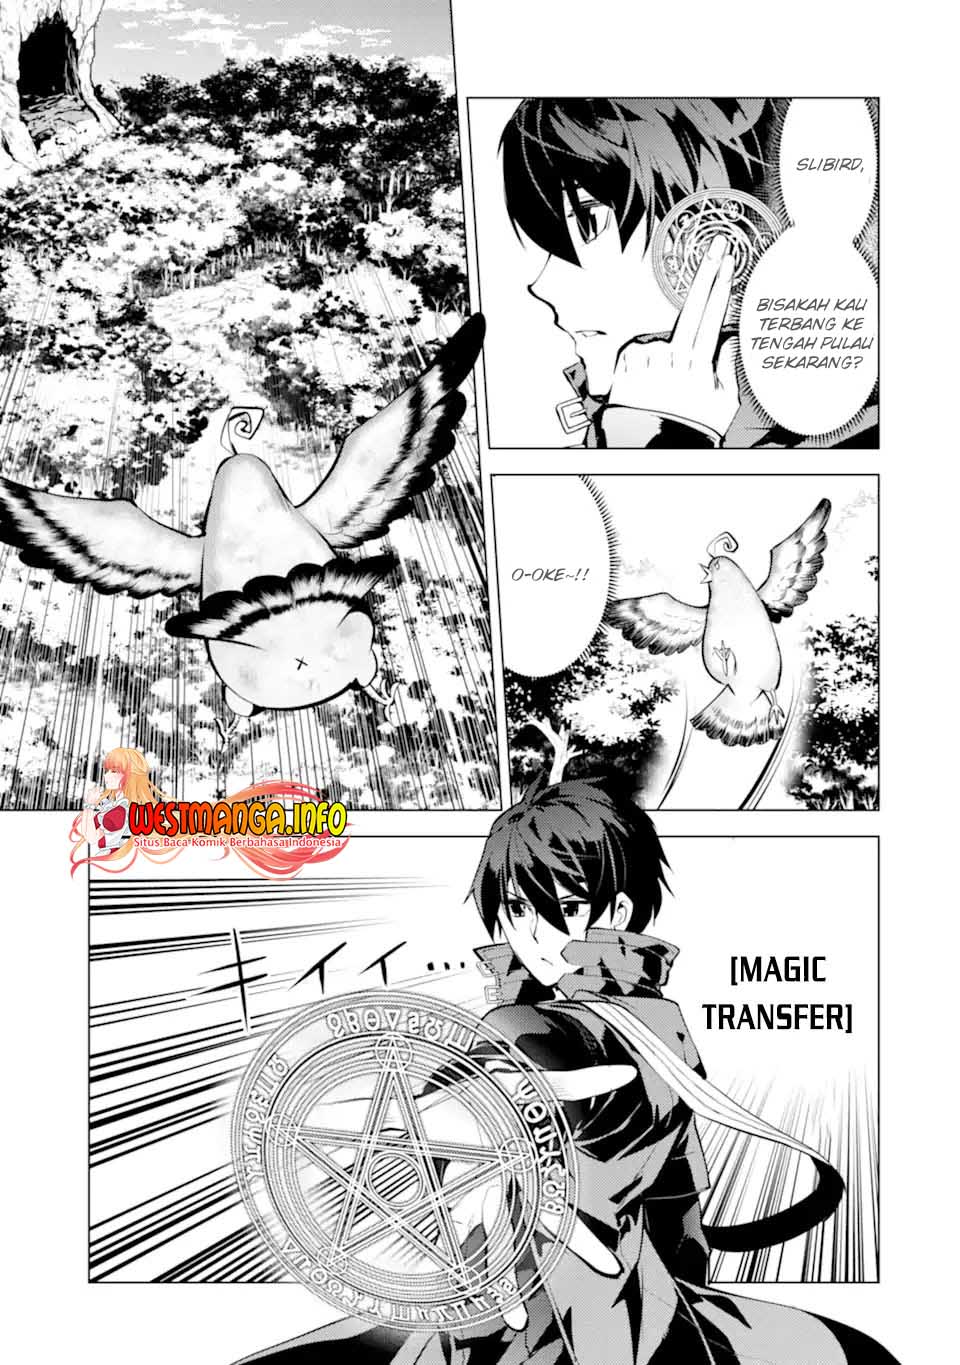 SLIBIRD,
BISAKAH KAU
TERBANG KE
TENGAH PULAU
SEKARANG?
O-OKE~!!
WESTMANGA.INFO
Situs Baca Komik Berbahasa Indonesia
キイイ...
[MAGIC
TRANSFER]